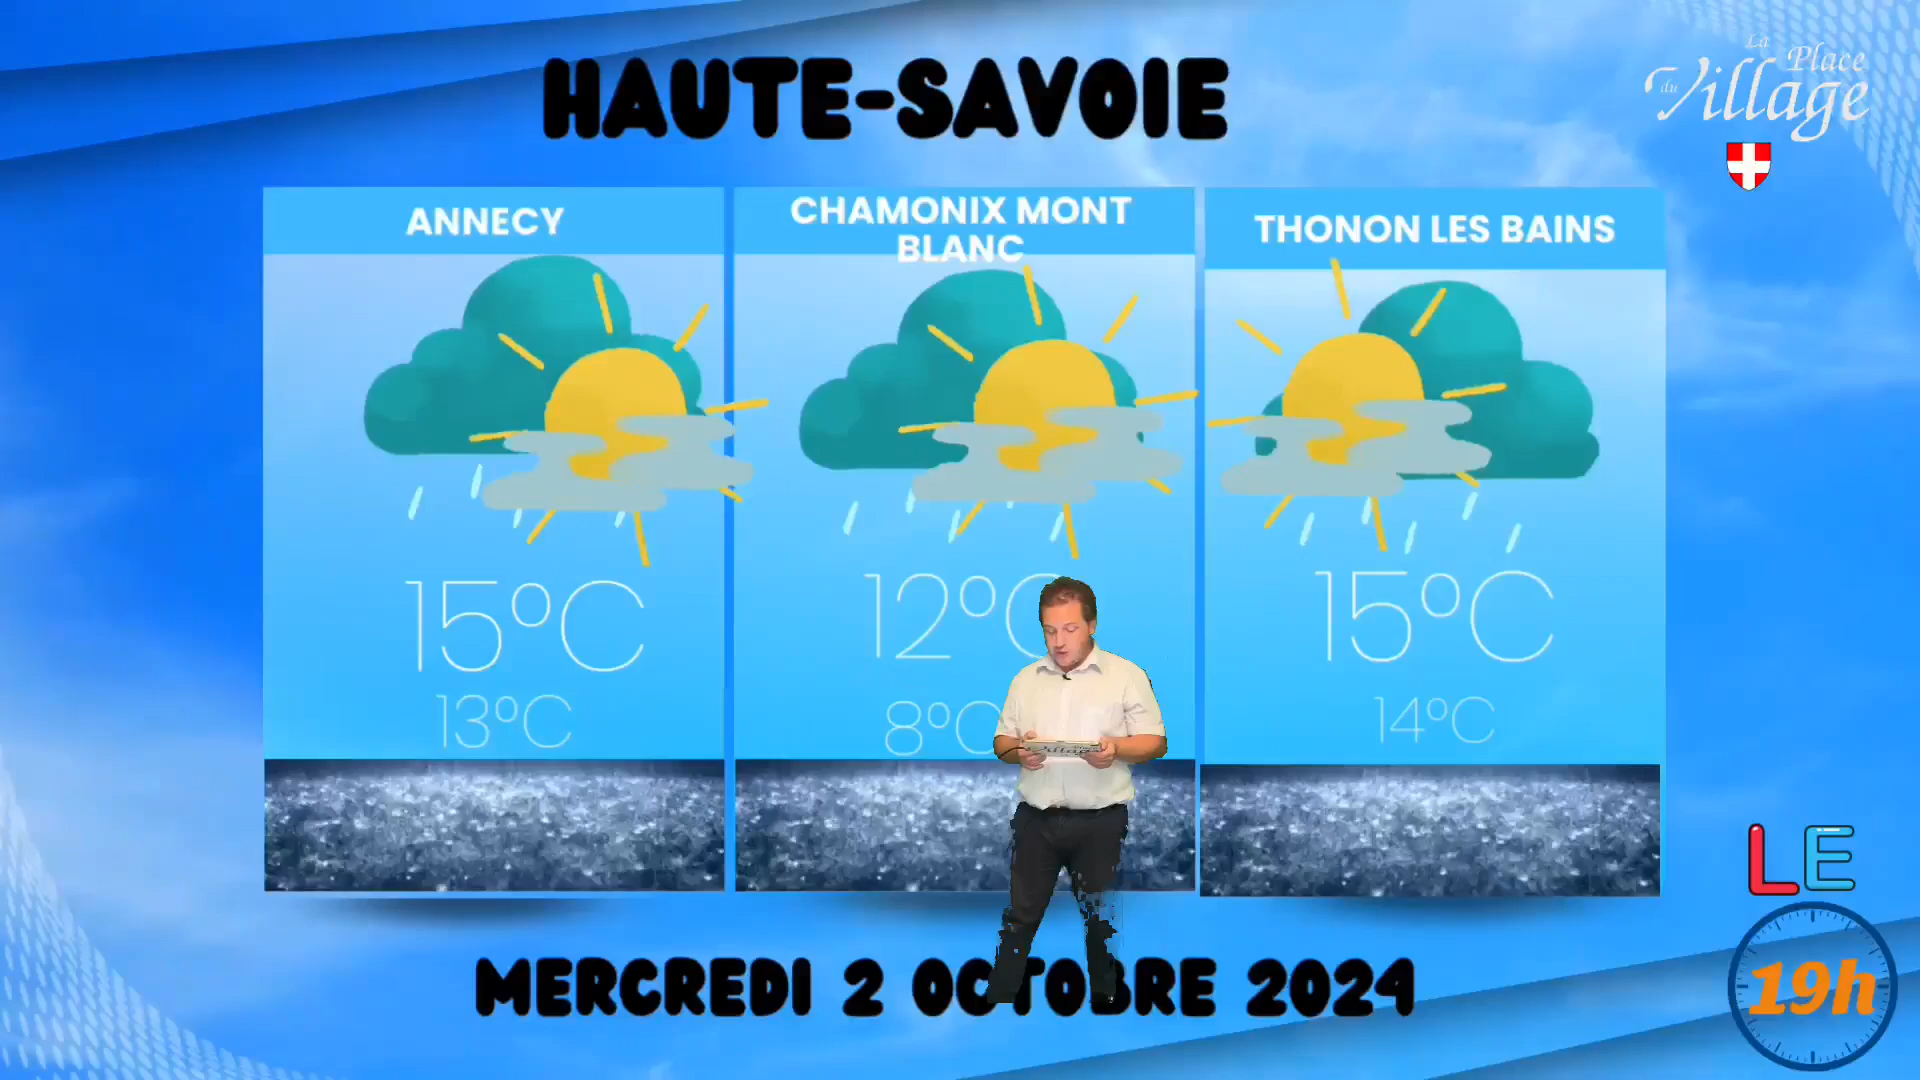 HAUTE-SAVOIE
La
Place
du
Village
ANNECY
CHAMONIX MONT
BLANC
THONON LES BAINS
15°C
12°C
15°C
13°C
8°C
14°C
Village
LE
19h
MERCREDI 2 OCTOBRE 2024